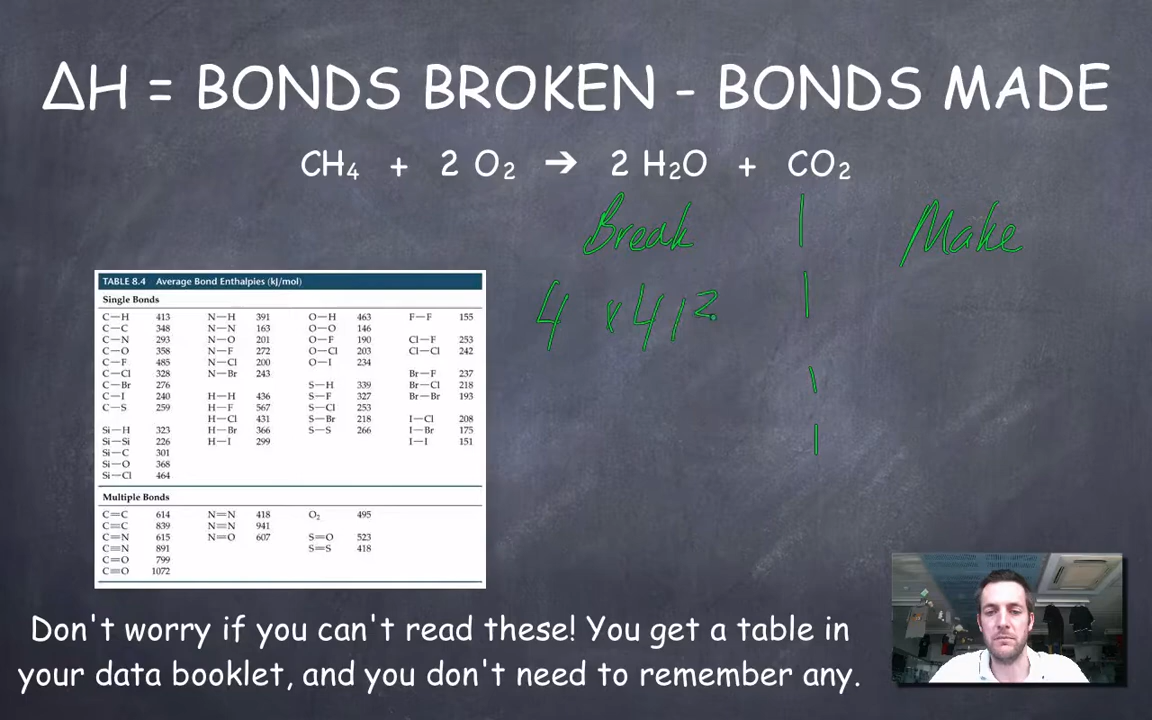 ΔH = BONDS BROKEN - BONDS MADE
CH₄ + 2 O₂ → 2 H₂O + CO₂
Break | Make
4 x 413
TABLE 8.4 Average Bond Enthalpies (kJ/mol)
Single Bonds
C—H 413 N—H 391 O—H 463 F—F 155
C—C 348 N—N 163 O—O 146
C—N 293 N—O 201 O—F 190 Cl—F 253
C—O 358 N—F 272 O—Cl 203 Cl—Cl 242
C—F 485 N—Cl 200 O—I 234
C—Cl 328 N—Br 243 Br—F 237
C—Br 276 S—H 339 Br—Cl 218
C—I 240 H—H 436 S—F 327 Br—Br 193
C—S 259 H—F 567 S—Cl 253
H—Cl 431 S—Br 218 I—Cl 208
Si—H 323 H—Br 366 S—S 266 I—Br 175
Si—Si 226 H—I 299 I—I 151
Si—C 301
Si—O 368
Si—Cl 464
Multiple Bonds
C=C 614 N=N 418 O₂ 495
C≡C 839 N≡N 941
C=N 615 N=O 607 S=O 523
C≡N 891 S=S 418
C=O 799
C≡O 1072
Don't worry if you can't read these! You get a table in
your data booklet, and you don't need to remember any.